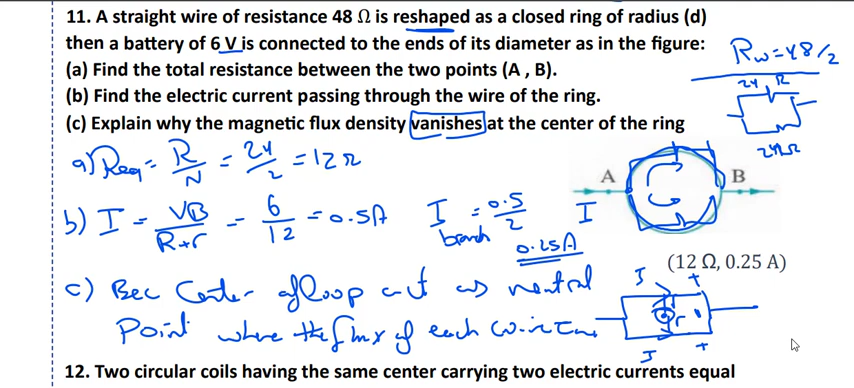 11. A straight wire of resistance 48 Ω is reshaped as a closed ring of radius (d)
then a battery of 6 V is connected to the ends of its diameter as in the figure:
Rw=48/2
(a) Find the total resistance between the two points (A , B).
24 Ω
(b) Find the electric current passing through the wire of the ring.
(c) Explain why the magnetic flux density vanishes at the center of the ring
24Ω
a) Req = R/N = 24/2 = 12Ω
A B
b) I = VB/R+r = 6/12 = 0.5A I branch = 0.5/2 I
0.25A
(12 Ω, 0.25 A)
c) Bec Center of loop act as neutral
I +
Point where the flux of each
I +
12. Two circular coils having the same center carrying two electric currents equal